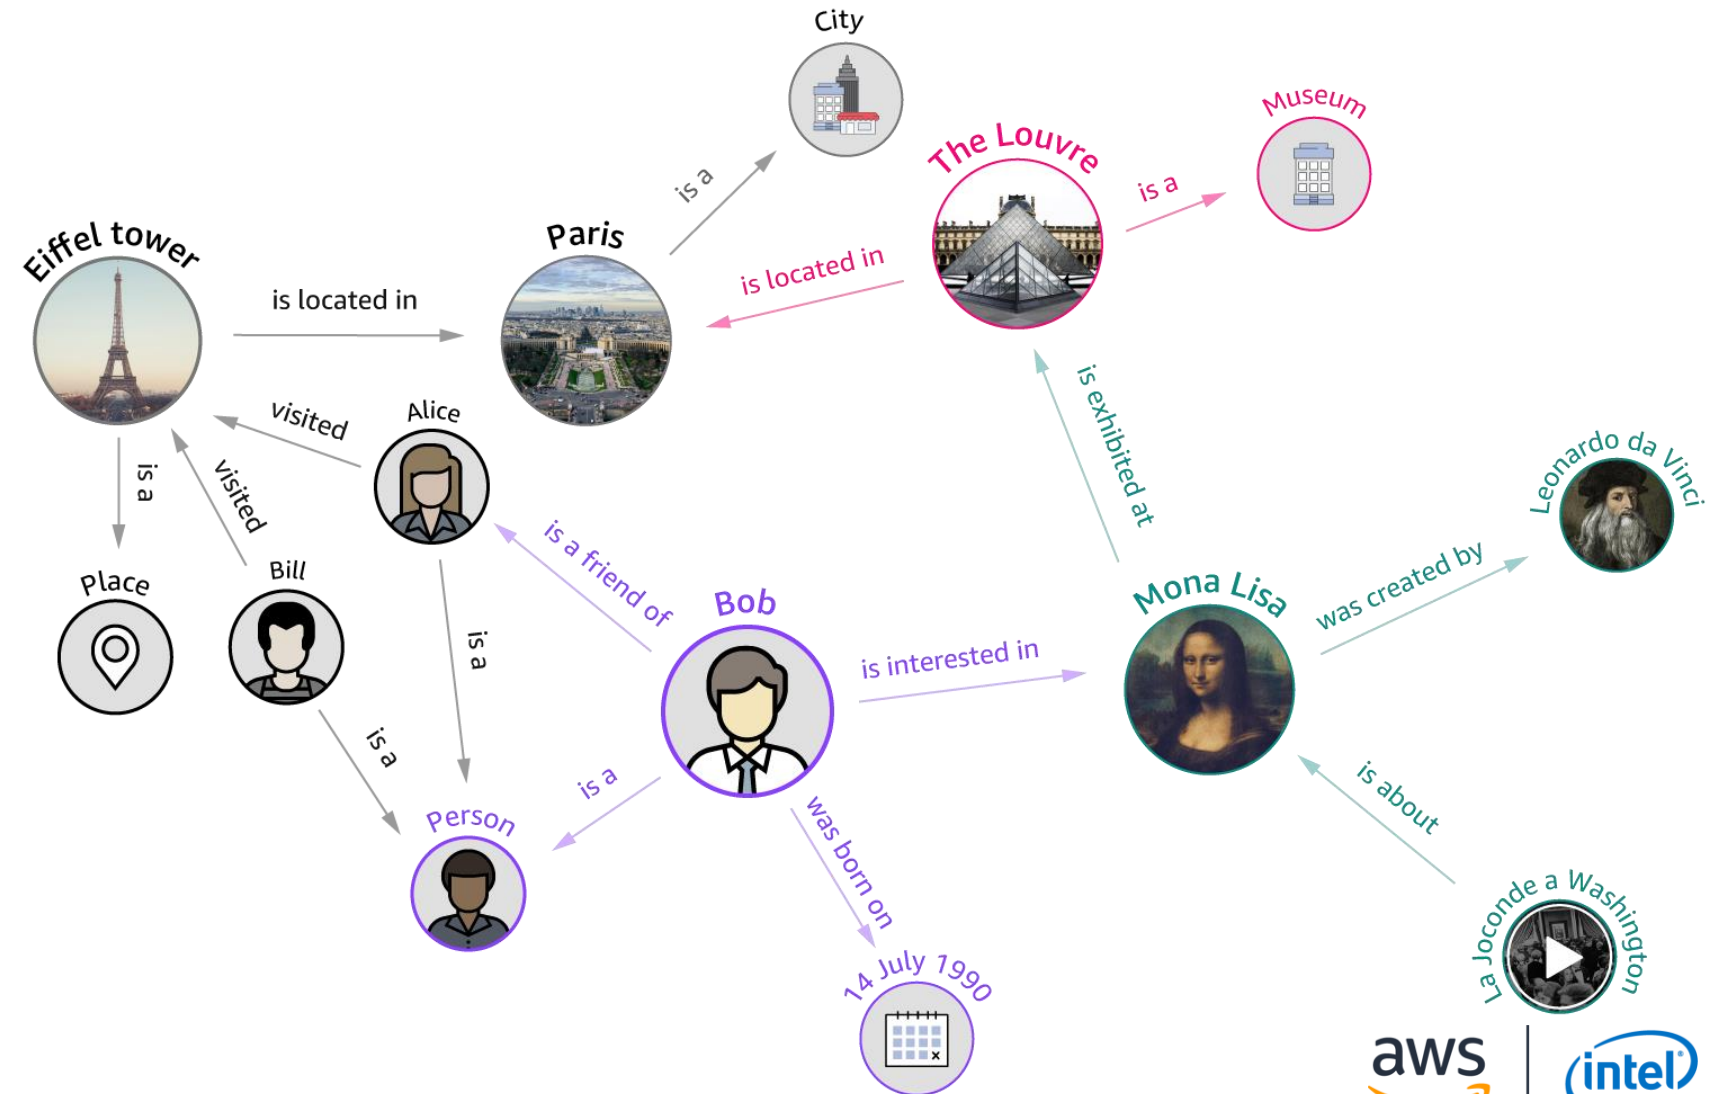 City
Museum
The Louvre
is a
is a
Eiffel tower
Paris
is located in
is located in
visited
Alice
is exhibited at
Leonardo da Vinci
is a
visited
is a friend of
Place
Bill
Bob
Mona Lisa
was created by
is a
is interested in
is a
is a
is about
Person
was born on
La Joconde a Washington
14 July 1990
aws
intel